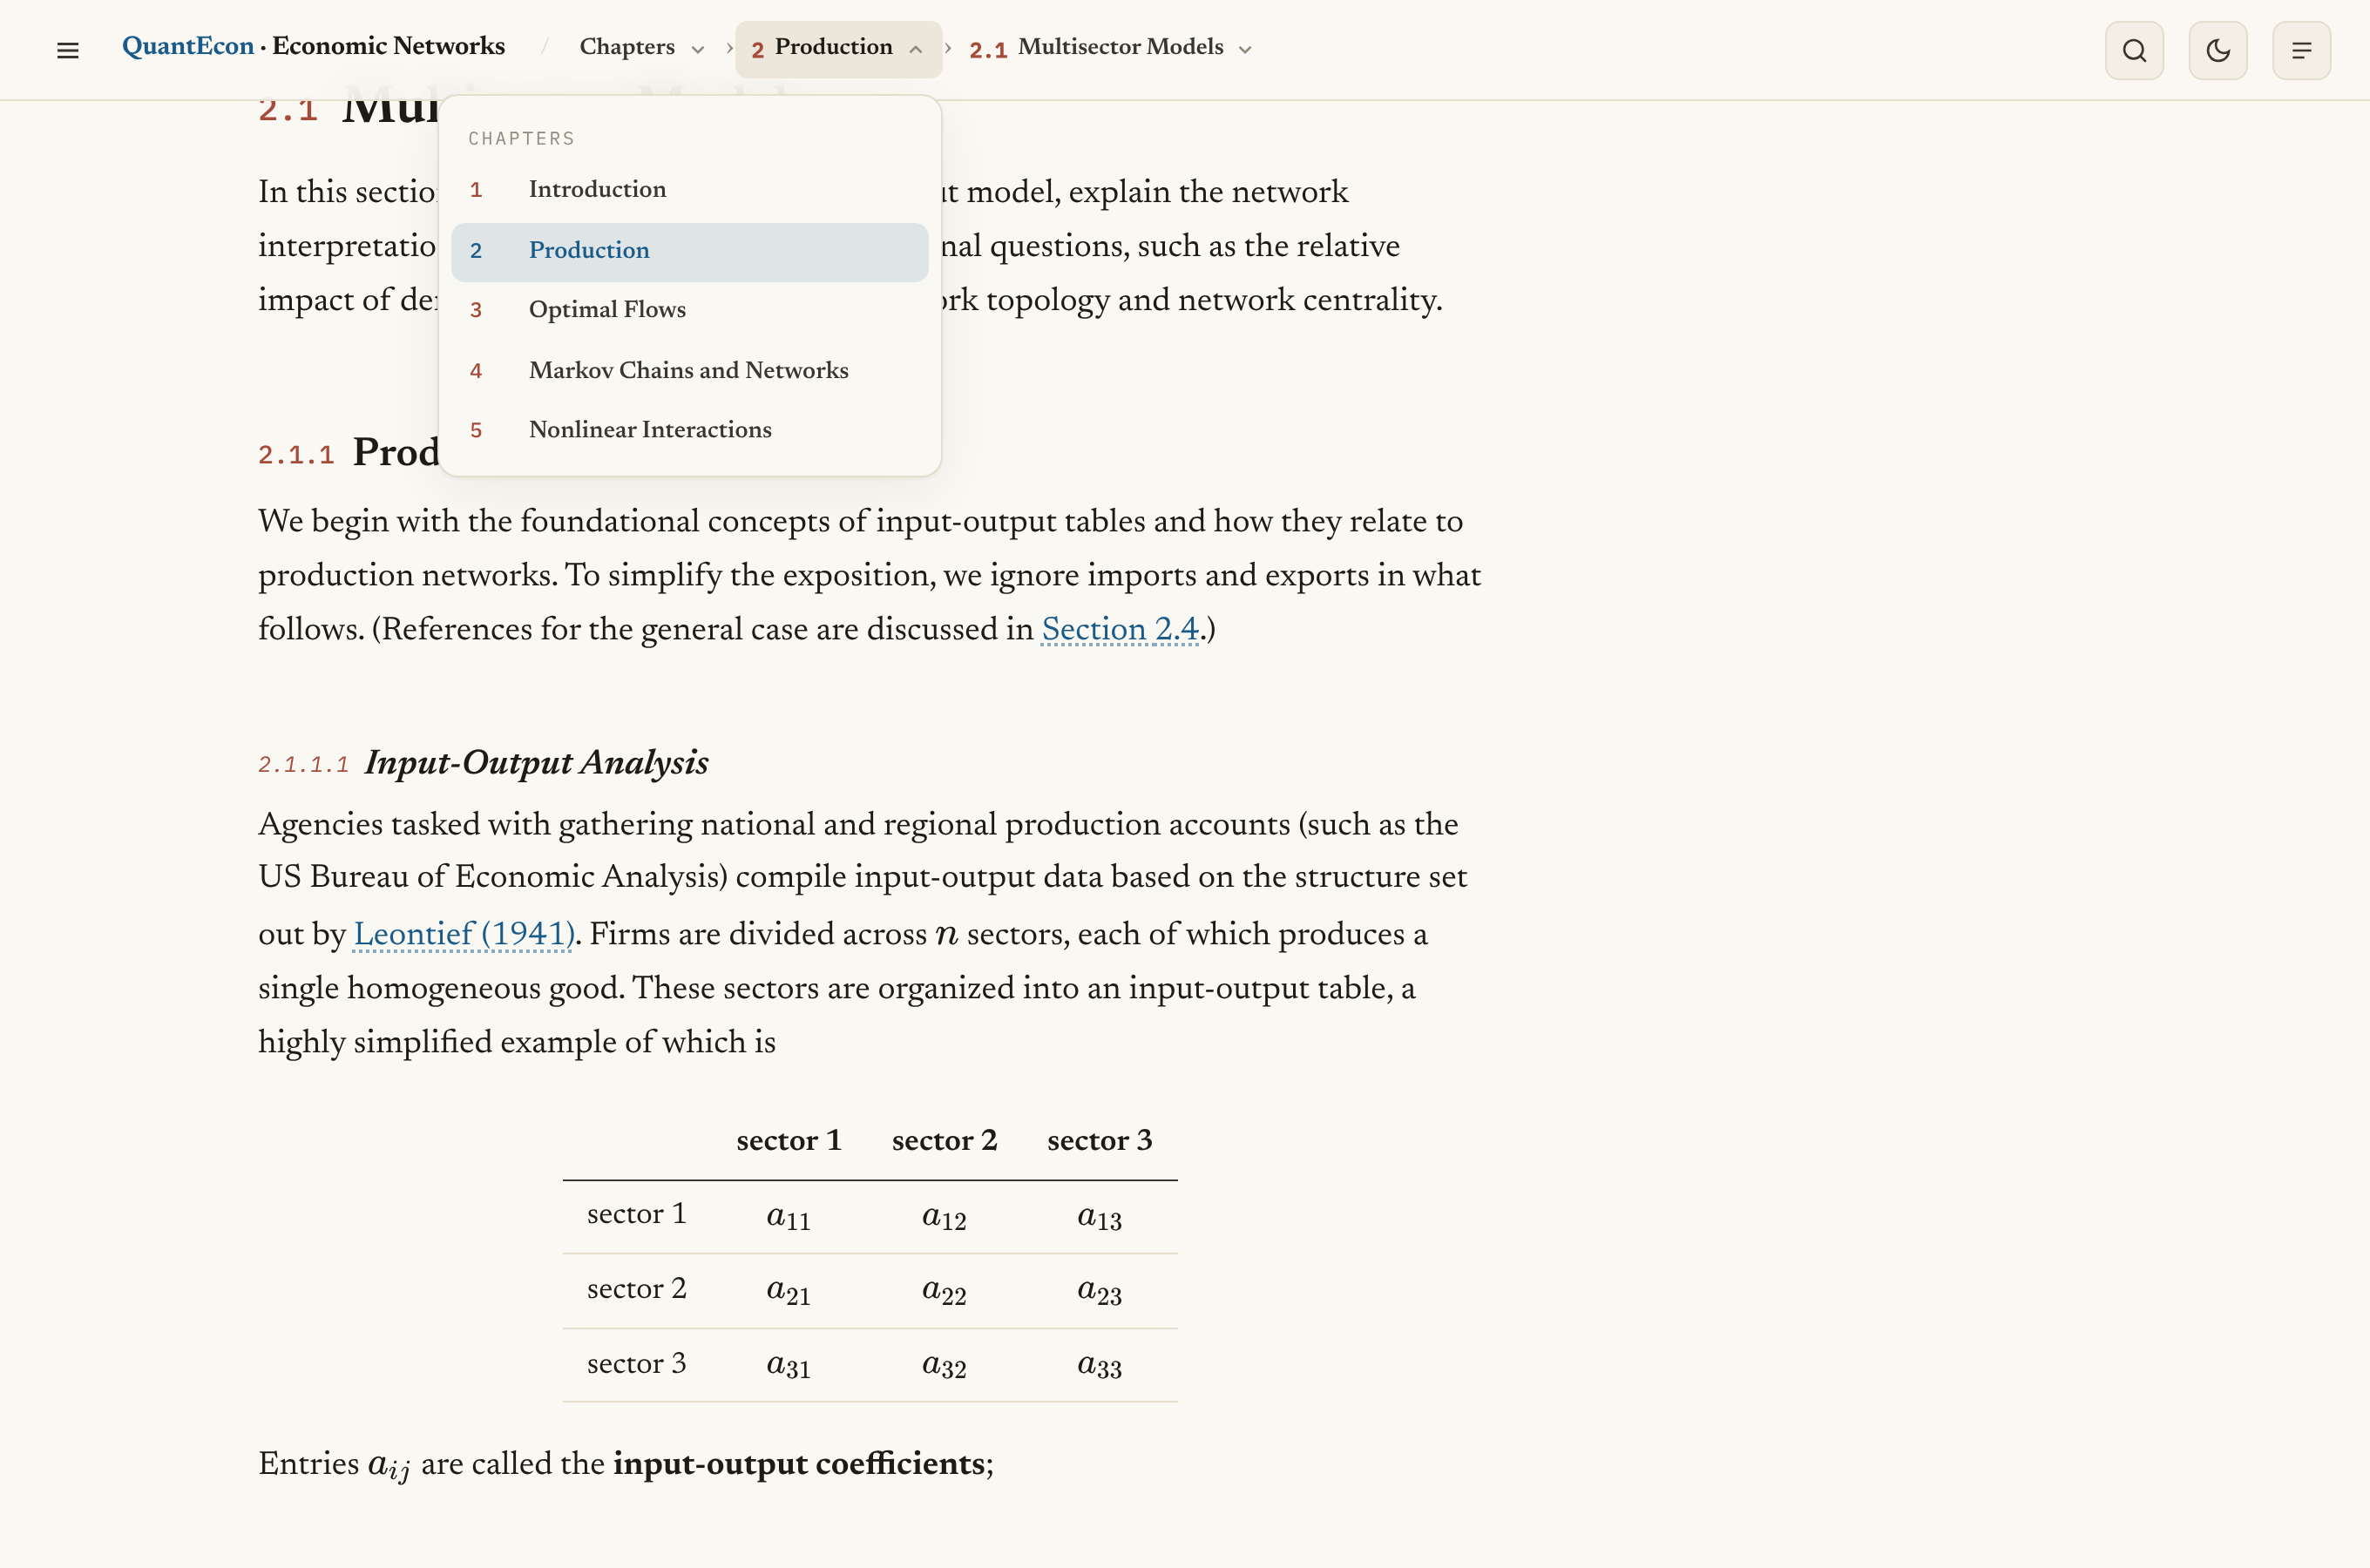 QuantEcon · Economic Networks / Chapters › 2 Production › 2.1 Multisector Models
2.1 Mul
CHAPTERS
1 Introduction
2 Production
3 Optimal Flows
4 Markov Chains and Networks
5 Nonlinear Interactions
In this section model, explain the network
interpretatio questions, such as the relative
impact of topology and network centrality.
2.1.1 Prod
We begin with the foundational concepts of input-output tables and how they relate to
production networks. To simplify the exposition, we ignore imports and exports in what
follows. (References for the general case are discussed in Section 2.4.)
2.1.1.1 Input-Output Analysis
Agencies tasked with gathering national and regional production accounts (such as the
US Bureau of Economic Analysis) compile input-output data based on the structure set
out by Leontief (1941). Firms are divided across n sectors, each of which produces a
single homogeneous good. These sectors are organized into an input-output table, a
highly simplified example of which is
sector 1 sector 2 sector 3
sector 1 a₁₁ a₁₂ a₁₃
sector 2 a₂₁ a₂₂ a₂₃
sector 3 a₃₁ a₃₂ a₃₃
Entries aᵢⱼ are called the input-output coefficients;